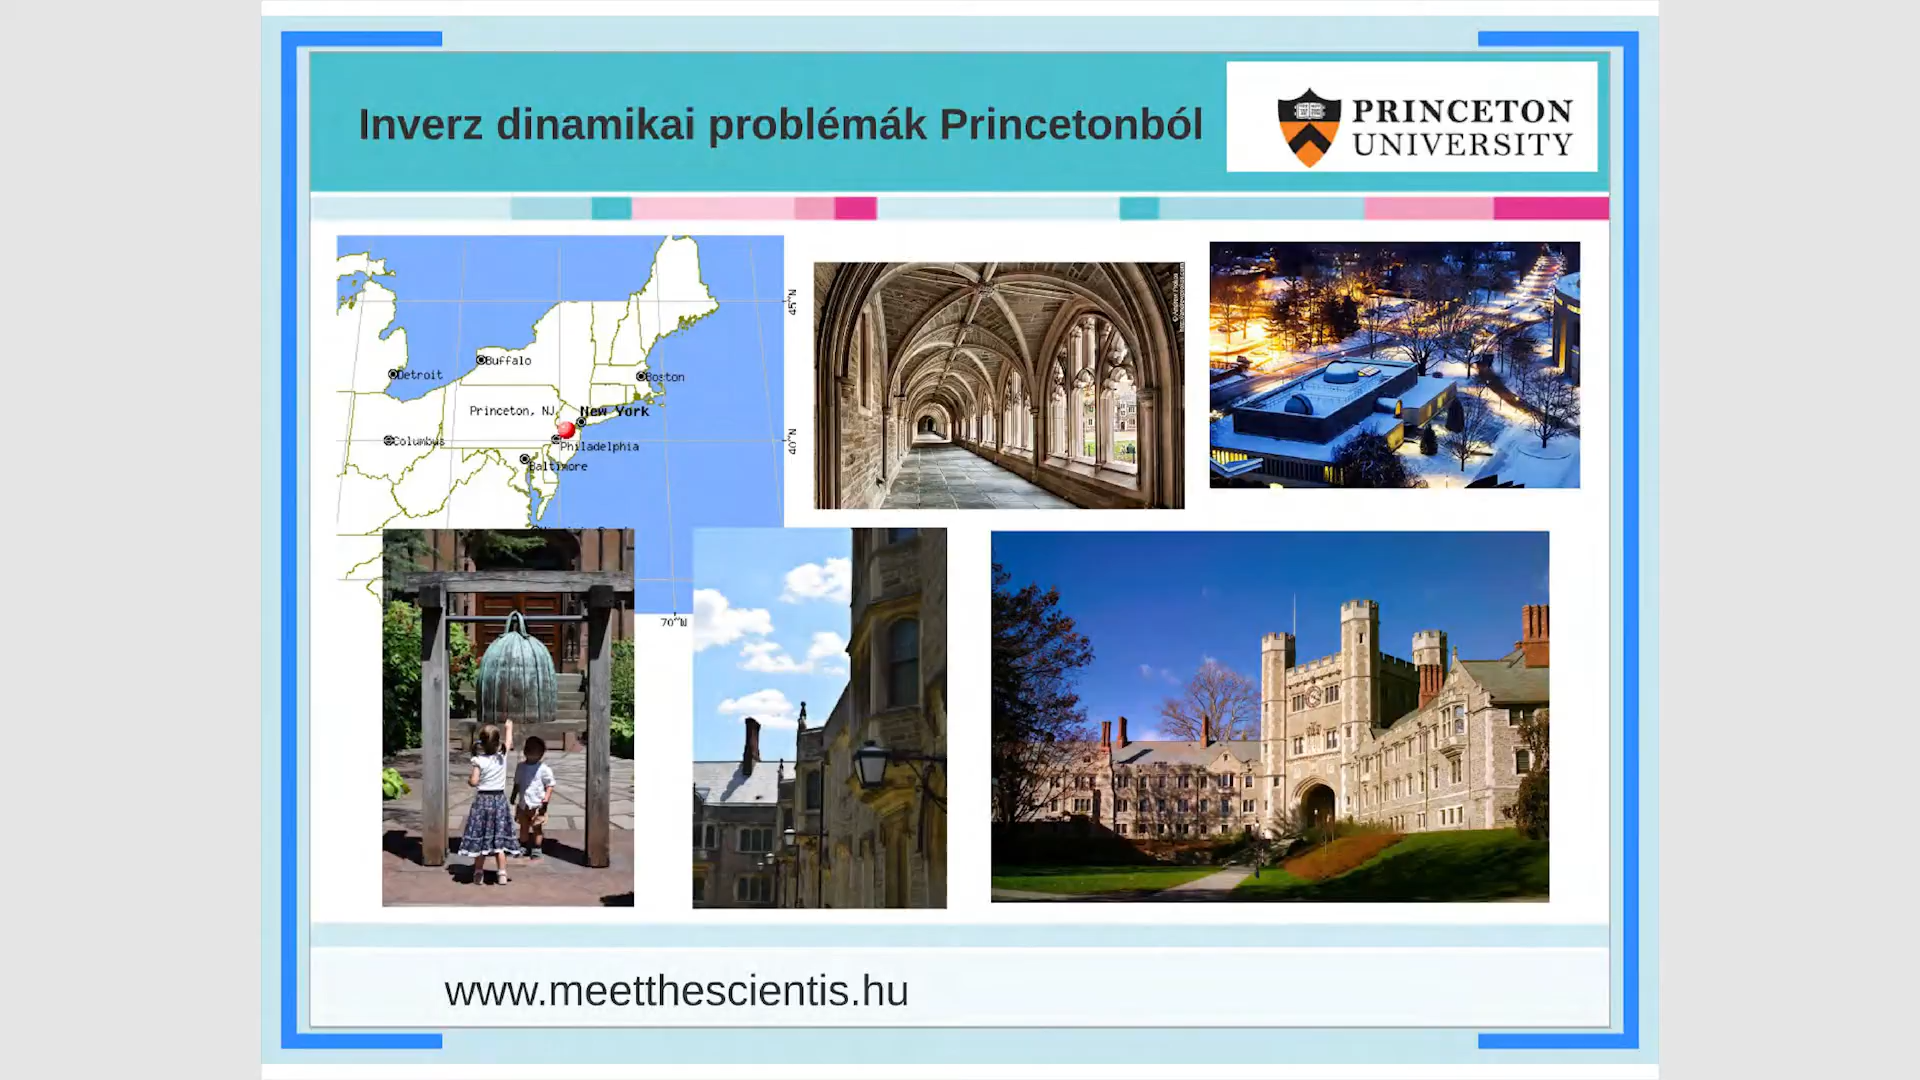 Inverz dinamikai problémák Princetonból
PRINCETON
UNIVERSITY
45°N
Buffalo
Detroit
Boston
Princeton, NJ
New York
40°N
Columbus
Philadelphia
Baltimore
70°W
www.meetthescientis.hu